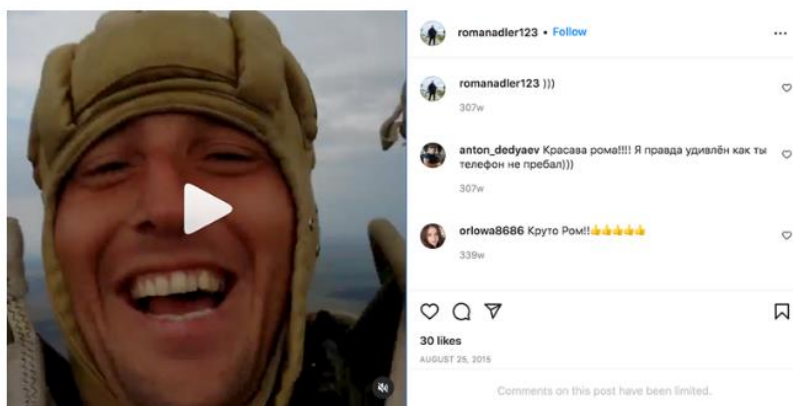 romanadler123 • Follow
romanadler123 )))
307w
anton_dedyaev Красава рома!!!! Я правда удивлён как ты
телефон не пребал)))
307w
orlowa8686 Круто Ром!!👍👍👍👍👍
339w
30 likes
AUGUST 25, 2015
Comments on this post have been limited.